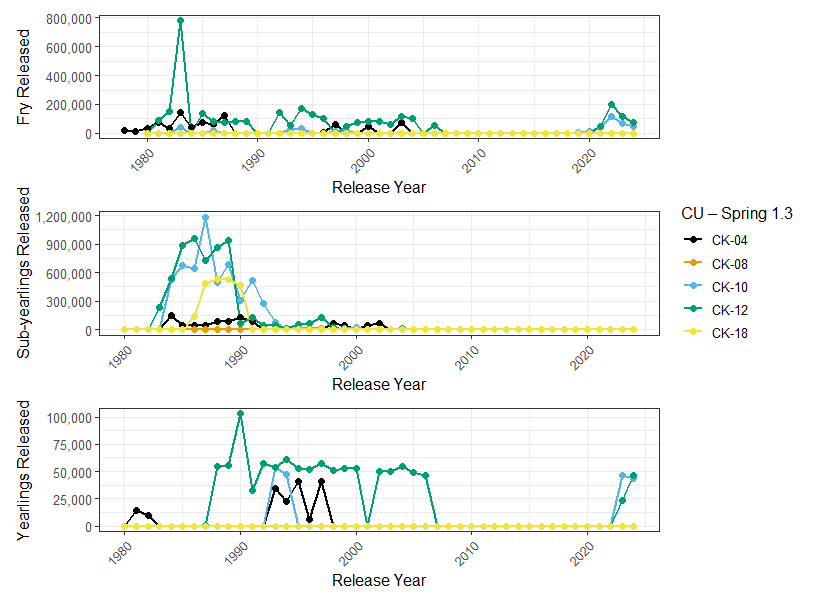 800,000
600,000
400,000
200,000
0
Fry Released
1980
1990
2000
2010
2020
Release Year
1,200,000
900,000
600,000
300,000
0
Sub-yearlings Released
1980
1990
2000
2010
2020
Release Year
CU – Spring 1.3
CK-04
CK-08
CK-10
CK-12
CK-18
100,000
75,000
50,000
25,000
0
Yearlings Released
1980
1990
2000
2010
2020
Release Year